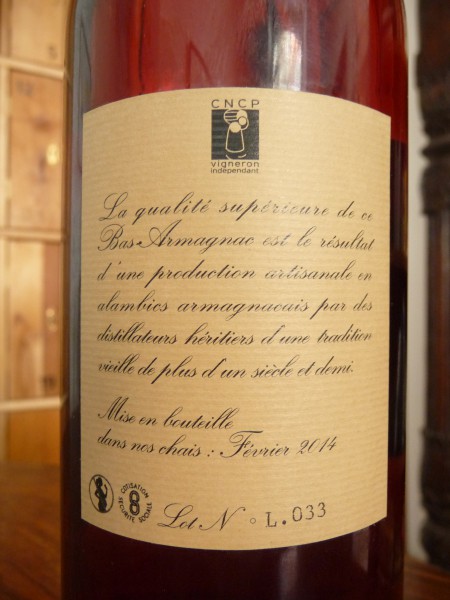 CNCP
vigneron
indépendant
La qualité supérieure de ce
Bas-Armagnac est le résultat
d'une production artisanale en
alambics armagnacais par des
distillateurs héritiers d'une tradition
vieille de plus d'un siècle et demi.
Mise en bouteille
dans nos chais : Février 2014
COTISATION
8
SÉCURITÉ SOCIALE
Lot N° L.033